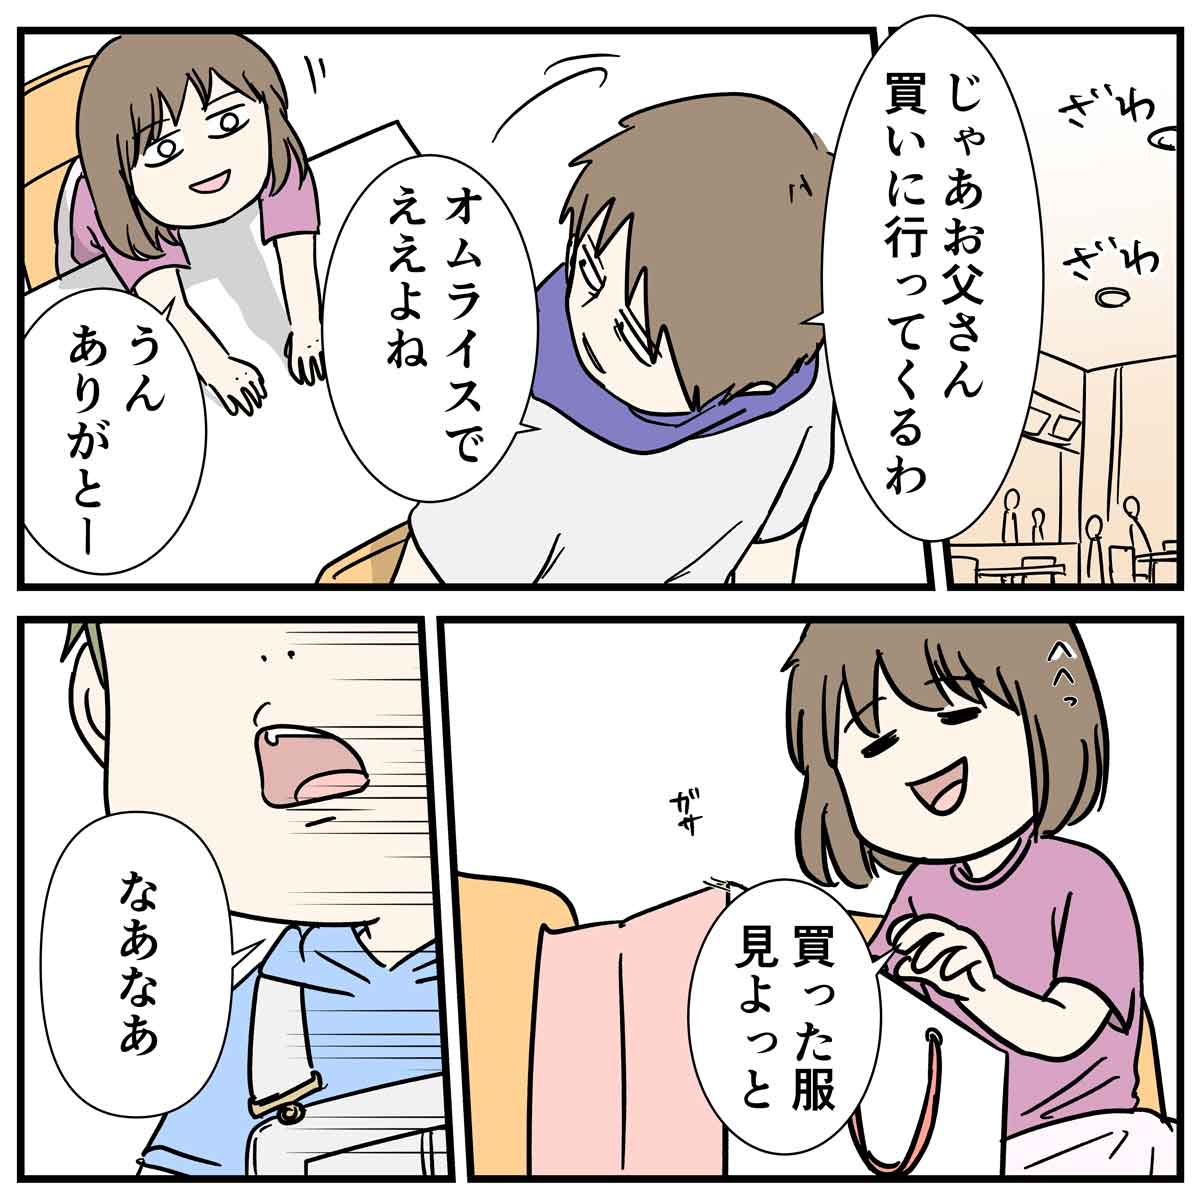 ざわ
ざわ
じゃあお父さん
買いに行ってくるわ
オムライスで
ええよね
うん
ありがとー
へへっ
ガサ
買った服
見よっと
なあなあ